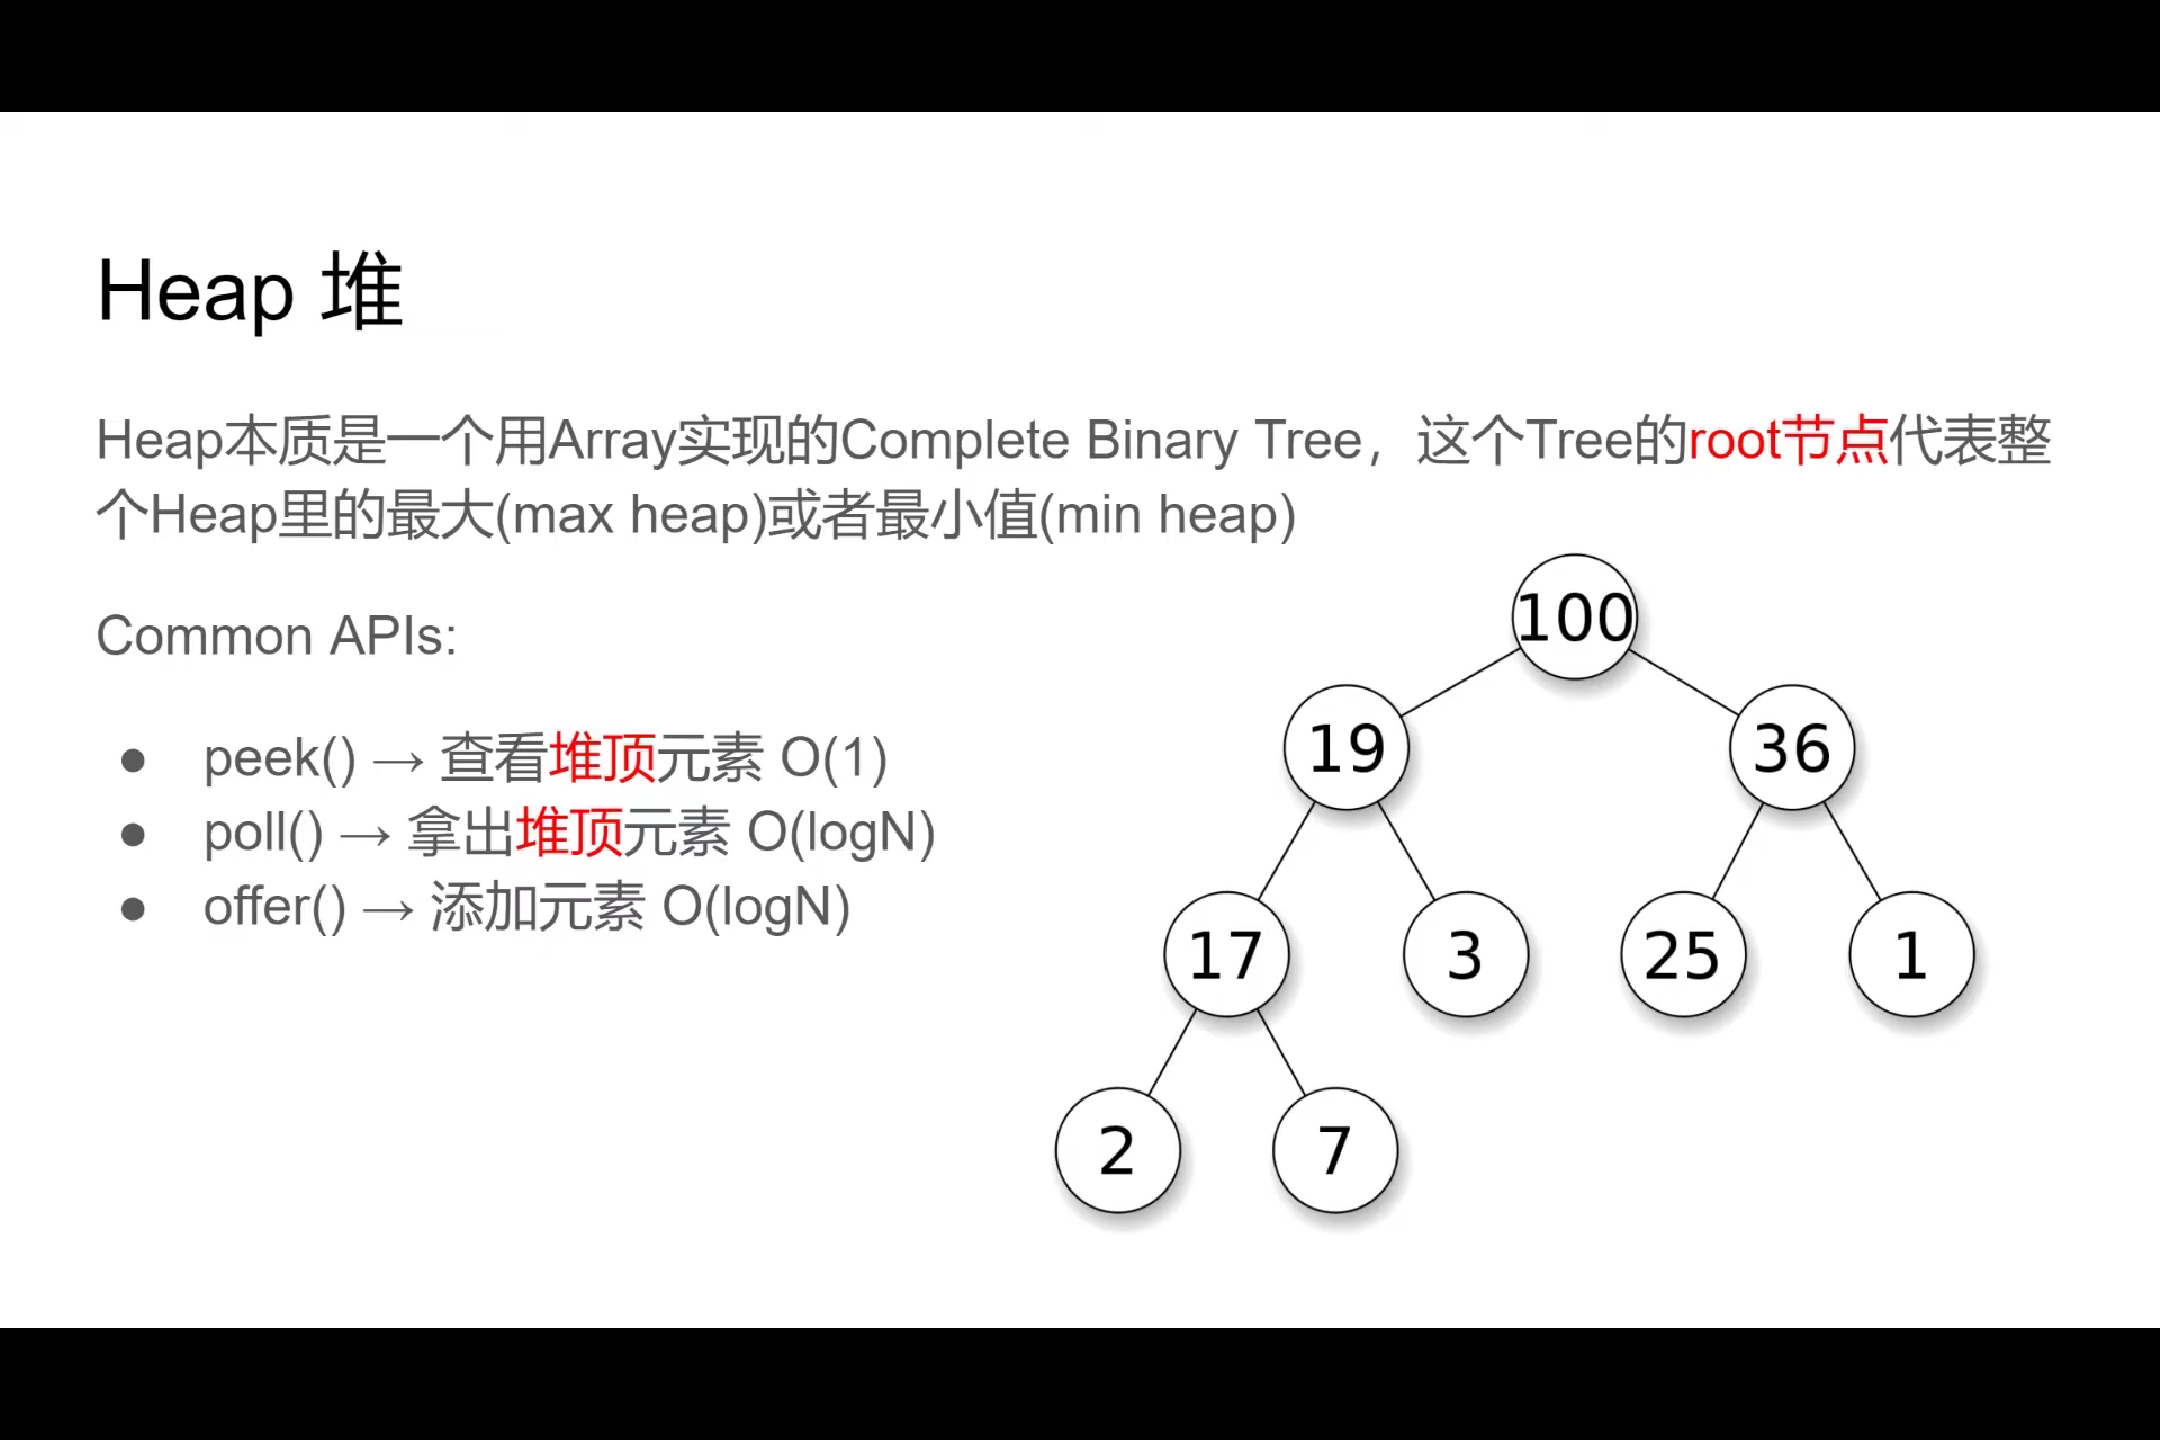 Heap 堆
Heap本质是一个用Array实现的Complete Binary Tree，这个Tree的root节点代表整
个Heap里的最大(max heap)或者最小值(min heap)
Common APIs:
● peek() → 查看堆顶元素 O(1)
● poll() → 拿出堆顶元素 O(logN)
● offer() → 添加元素 O(logN)
100
19 36
17 3 25 1
2 7